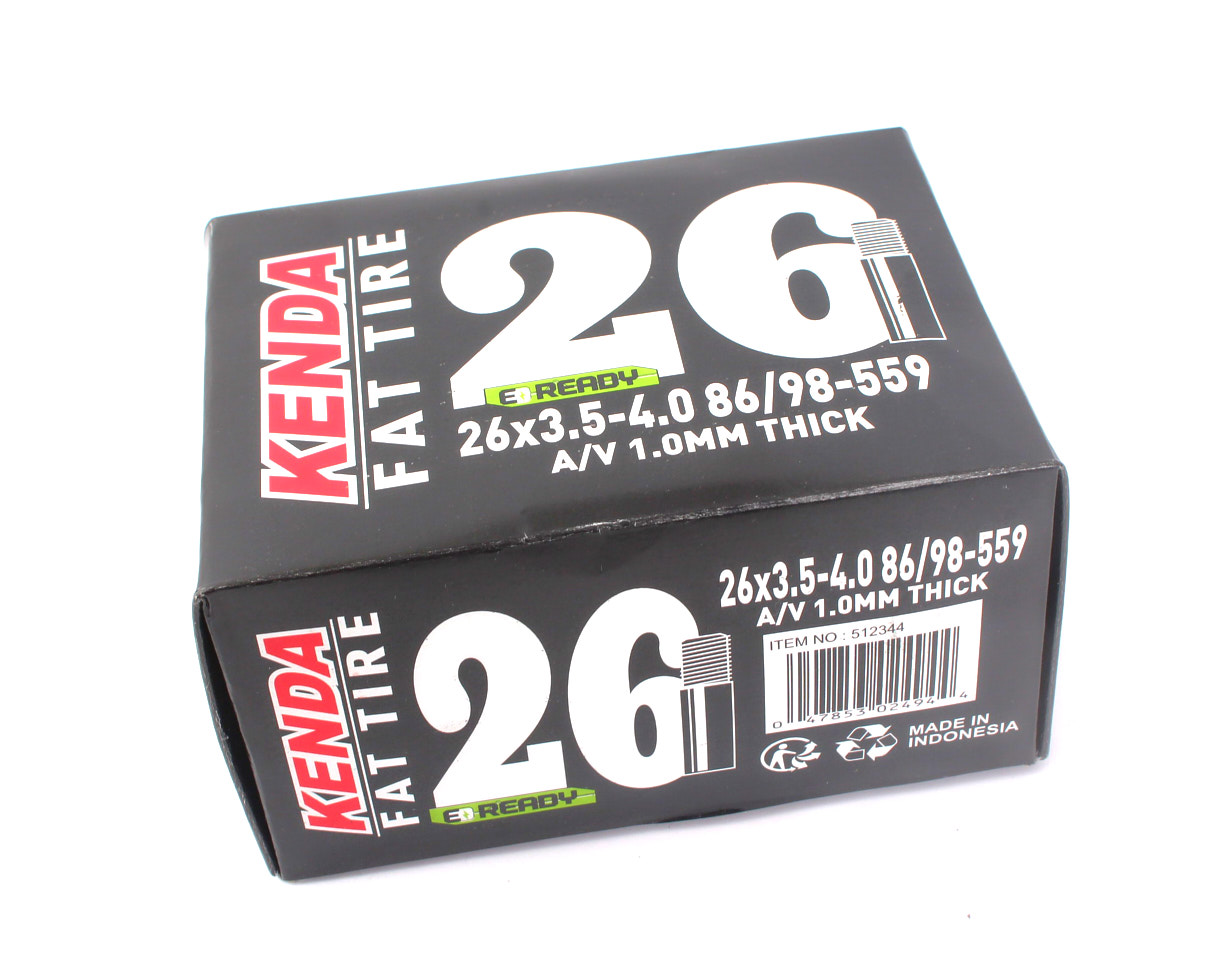 KENDA
FAT TIRE
26
READY
26x3.5-4.0 86/98-559
A/V 1.0MM THICK
KENDA
FAT TIRE
26
READY
26x3.5-4.0 86/98-559
A/V 1.0MM THICK
ITEM NO : 512344
0 47853 02494 4
MADE IN
INDONESIA